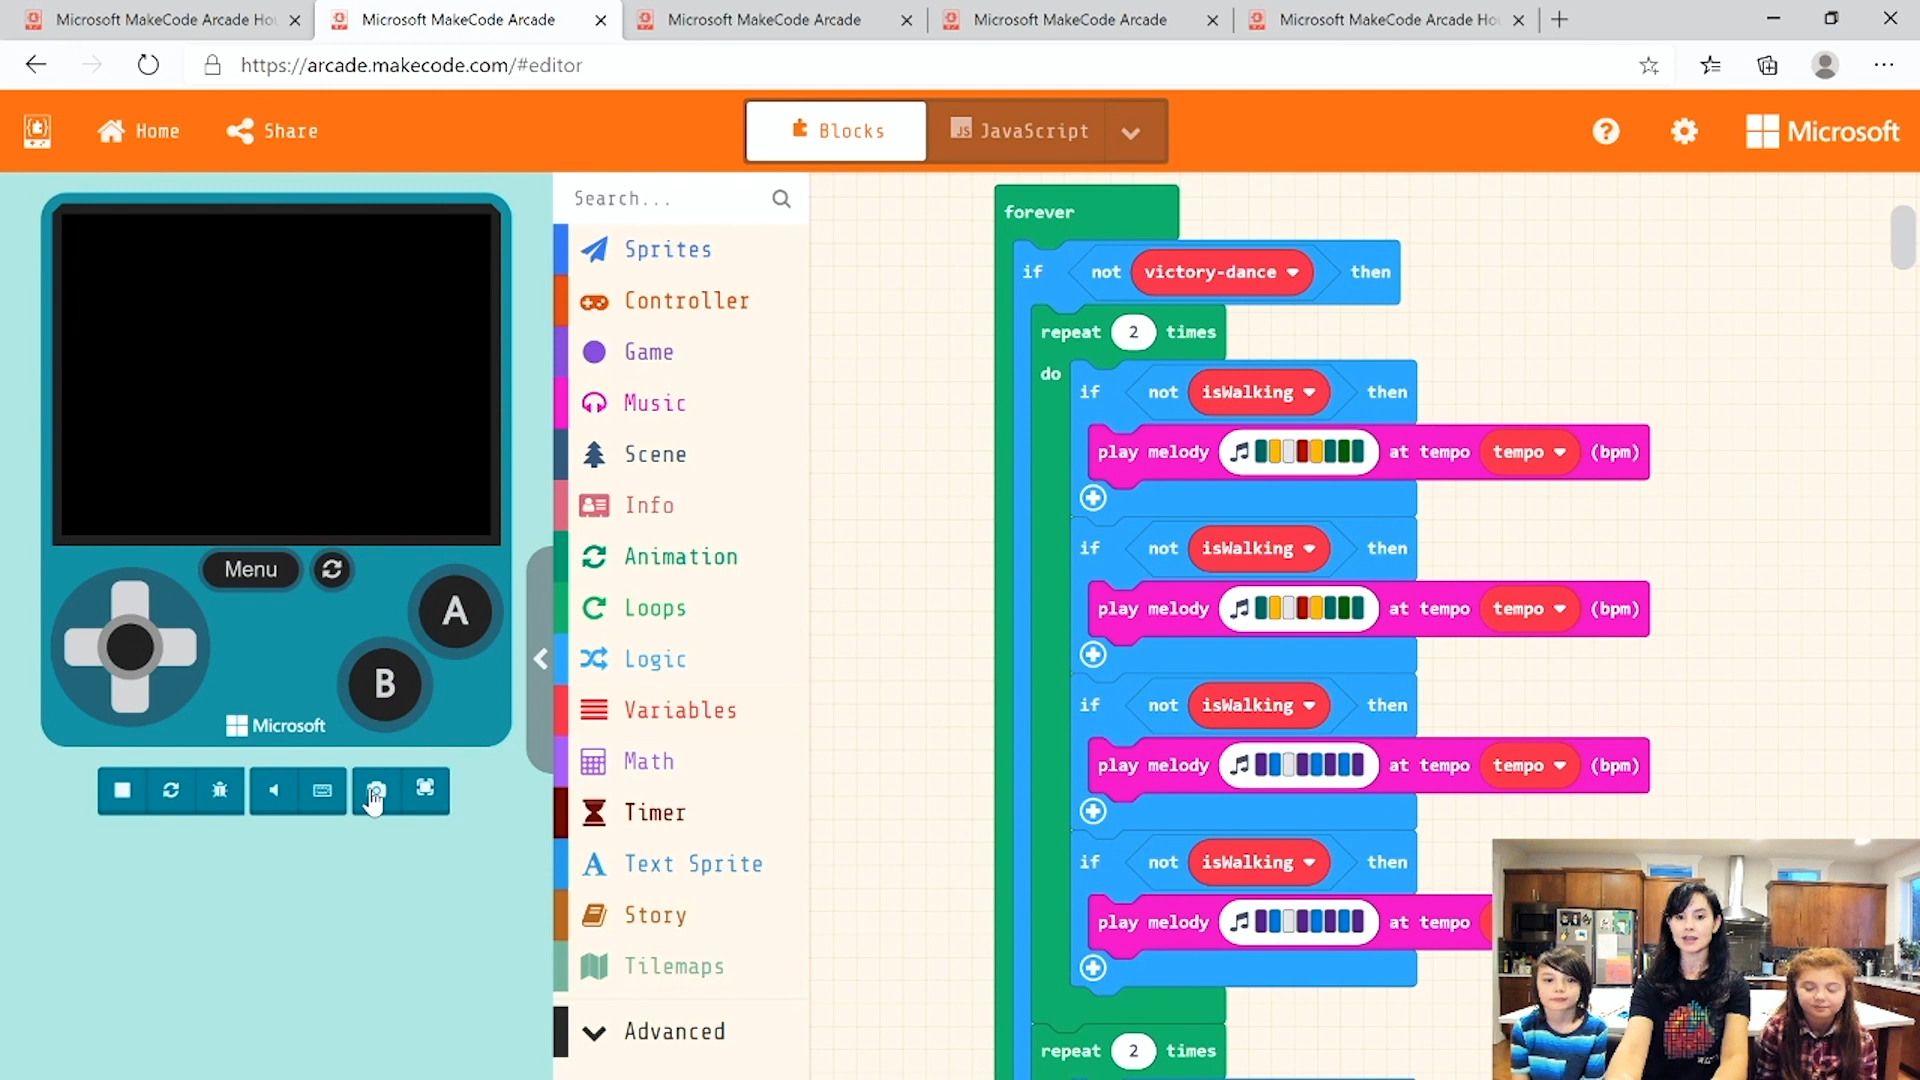 Microsoft MakeCode Arcade Hou
Microsoft MakeCode Arcade
Microsoft MakeCode Arcade
Microsoft MakeCode Arcade
Microsoft MakeCode Arcade Hou
https://arcade.makecode.com/#editor
Home
Share
Blocks
JS JavaScript
?
Microsoft
Search...
Sprites
Controller
Game
Music
Scene
Info
Animation
Loops
Logic
Variables
Math
Timer
A Text Sprite
Story
Tilemaps
Advanced
Menu
A
B
Microsoft
forever
if not victory-dance then
repeat 2 times
do if not isWalking then
play melody at tempo tempo (bpm)
if not isWalking then
play melody at tempo tempo (bpm)
if not isWalking then
play melody at tempo tempo (bpm)
if not isWalking then
play melody at tempo
repeat 2 times